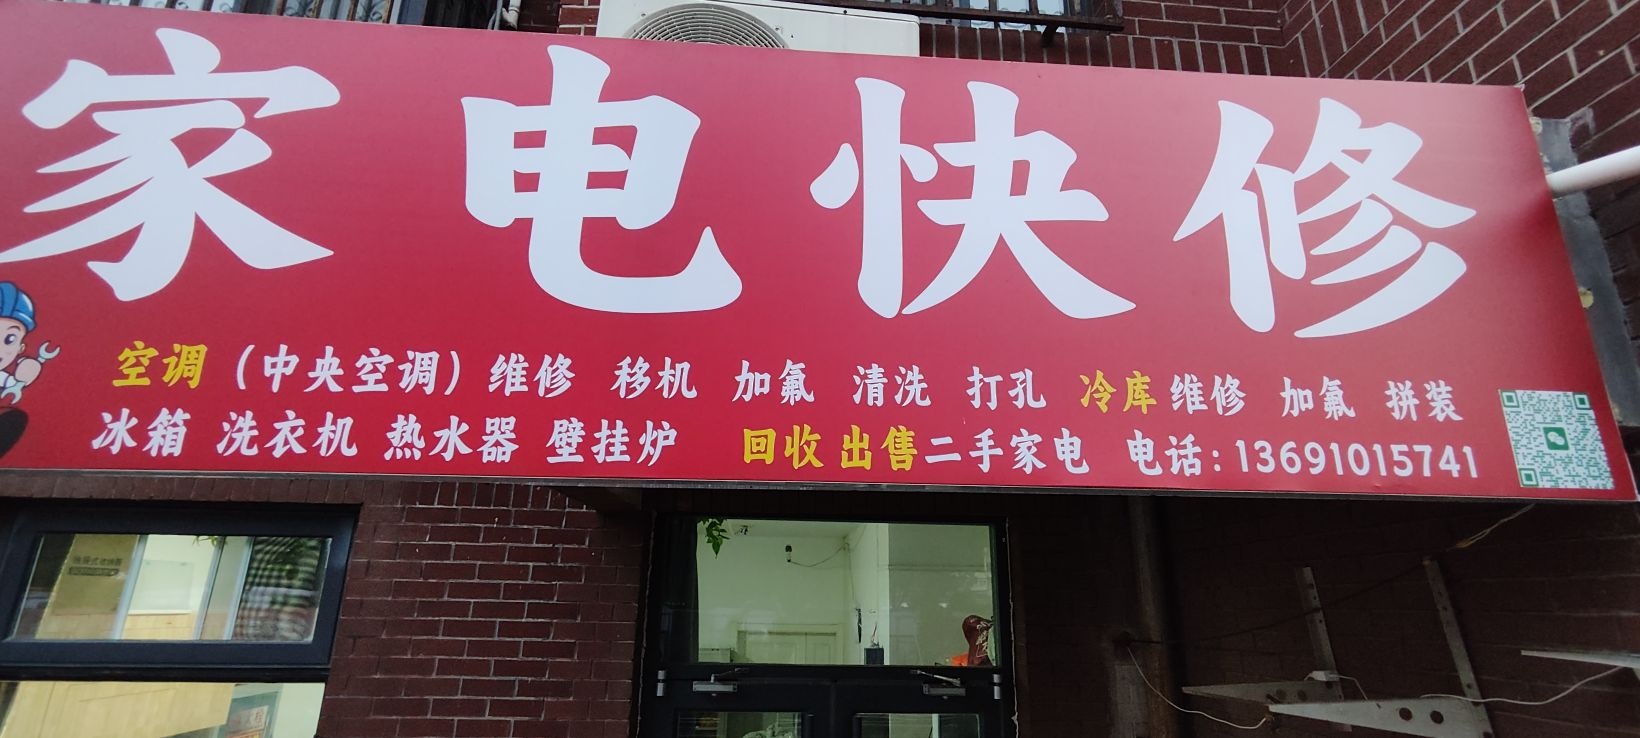 家电快修
空调（中央空调）维修 移机 加氟 清洗 打孔 冷库维修 加氟 拼装
冰箱 洗衣机 热水器 壁挂炉 回收出售二手家电 电话:13691015741